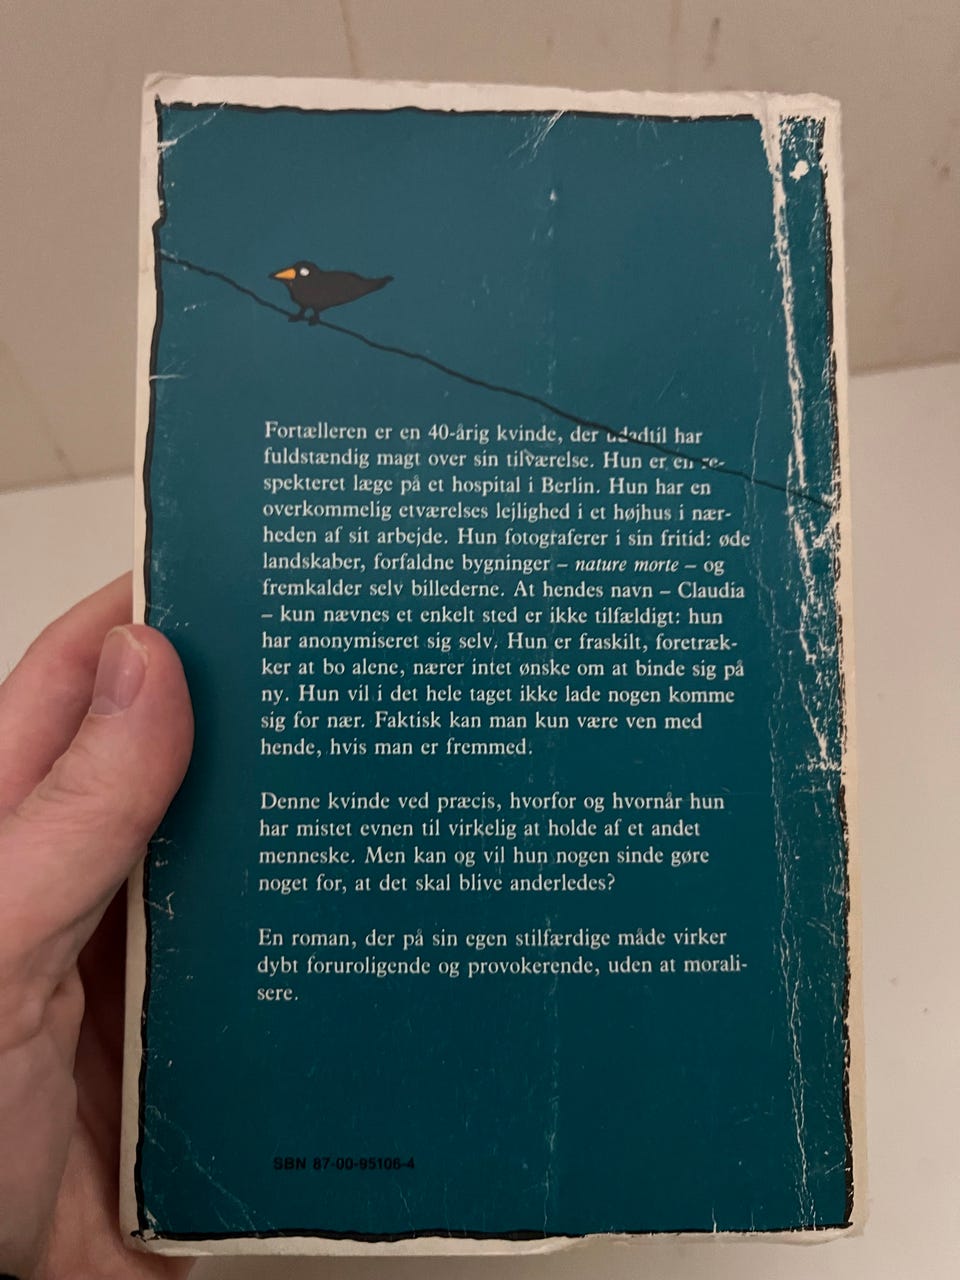 Fortælleren er en 40-årig kvinde, der udadtil har
fuldstændig magt over sin tilværelse. Hun er en re-
spekteret læge på et hospital i Berlin. Hun har en
overkommelig etværelses lejlighed i et højhus i nær-
heden af sit arbejde. Hun fotograferer i sin fritid: øde
landskaber, forfaldne bygninger – nature morte – og
fremkalder selv billederne. At hendes navn – Claudia
– kun nævnes et enkelt sted er ikke tilfældigt: hun
har anonymiseret sig selv. Hun er fraskilt, foretræk-
ker at bo alene, nærer intet ønske om at binde sig på
ny. Hun vil i det hele taget ikke lade nogen komme
sig for nær. Faktisk kan man kun være ven med
hende, hvis man er fremmed.
Denne kvinde ved præcis, hvorfor og hvornår hun
har mistet evnen til virkelig at holde af et andet
menneske. Men kan og vil hun nogen sinde gøre
noget for, at det skal blive anderledes?
En roman, der på sin egen stilfærdige måde virker
dybt foruroligende og provokerende, uden at morali-
sere.
SBN 87-00-95106-4